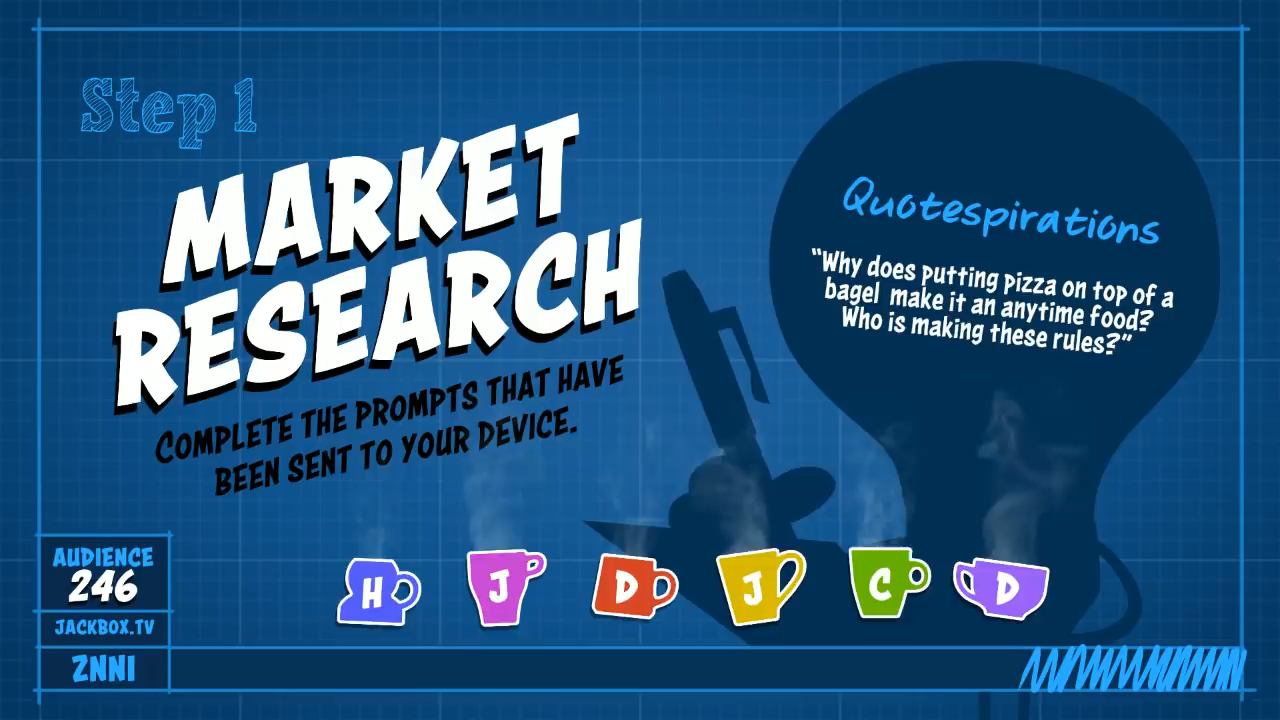 Step 1
MARKET
RESEARCH
COMPLETE THE PROMPTS THAT HAVE
BEEN SENT TO YOUR DEVICE.
Quotespirations
"Why does putting pizza on top of a
bagel make it an anytime food?
Who is making these rules?"
H J D J C D
AUDIENCE
246
JACKBOX.TV
ZNNI